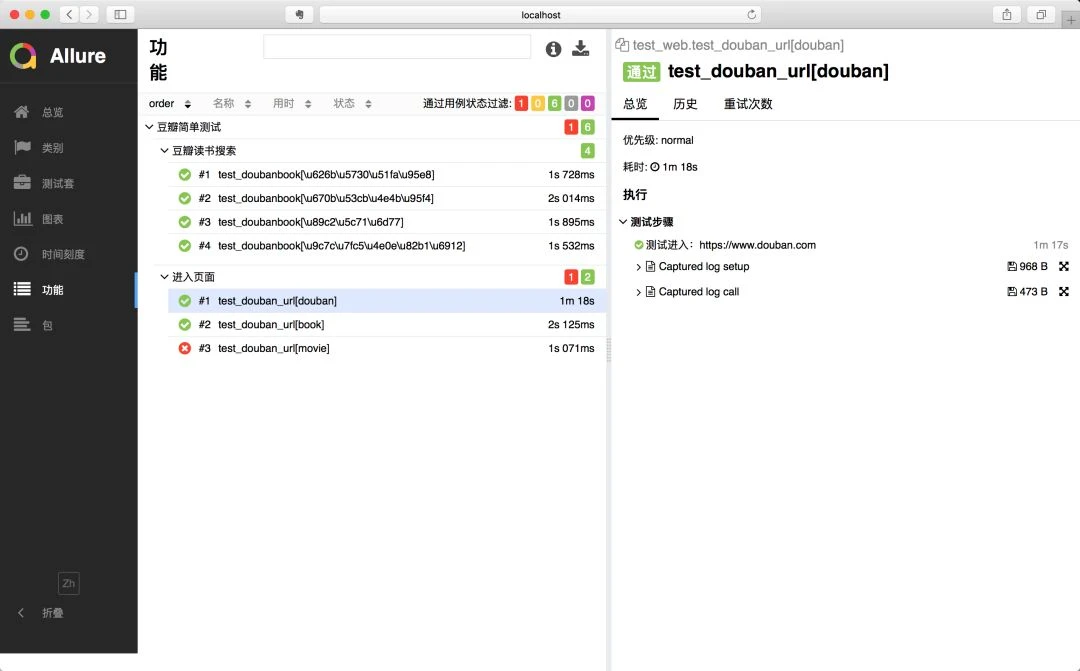 localhost
Allure
总览
类别
测试套
图表
时间刻度
功能
包
Zh
折叠
功
能
order 名称 用时 状态 通过用例状态过滤: 1 0 6 0 0
豆瓣简单测试 1 6
豆瓣读书搜索 4
#1 test_doubanbook[\u626b\u5730\u51fa\u95e8] 1s 728ms
#2 test_doubanbook[\u670b\u53cb\u4e4b\u95f4] 2s 014ms
#3 test_doubanbook[\u89c2\u5c71\u6d77] 1s 895ms
#4 test_doubanbook[\u9c7c\u7fc5\u4e0e\u82b1\u6912] 1s 532ms
进入页面 1 2
#1 test_douban_url[douban] 1m 18s
#2 test_douban_url[book] 2s 125ms
#3 test_douban_url[movie] 1s 071ms
test_web.test_douban_url[douban]
通过 test_douban_url[douban]
总览 历史 重试次数
优先级: normal
耗时: 1m 18s
执行
测试步骤
测试进入：https://www.douban.com 1m 17s
Captured log setup 968 B
Captured log call 473 B